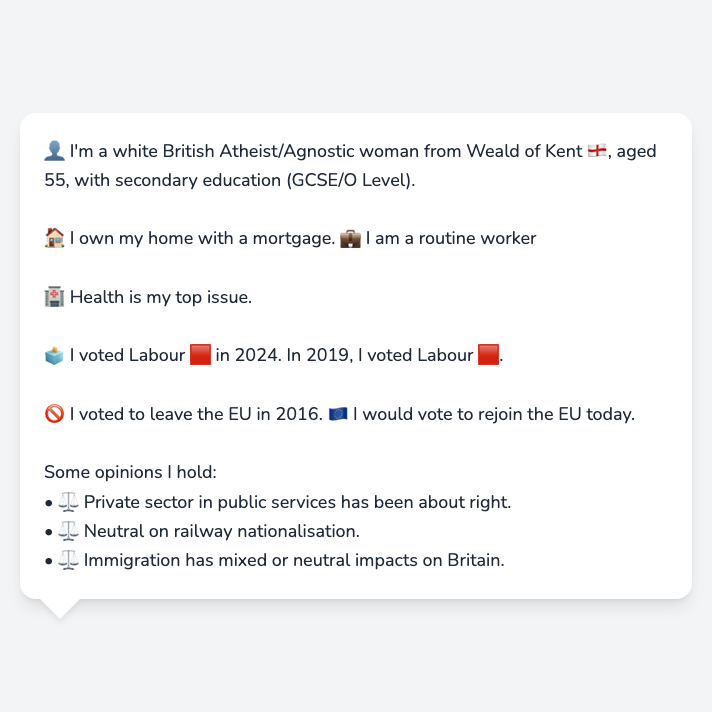 👤 I'm a white British Atheist/Agnostic woman from Weald of Kent 🏴󠁧󠁢󠁥󠁮󠁧󠁿, aged
55, with secondary education (GCSE/O Level).
🏠 I own my home with a mortgage. 💼 I am a routine worker
🏥 Health is my top issue.
🗳️ I voted Labour 🟥 in 2024. In 2019, I voted Labour 🟥.
🚫 I voted to leave the EU in 2016. 🇪🇺 I would vote to rejoin the EU today.
Some opinions I hold:
• ⚖️ Private sector in public services has been about right.
• ⚖️ Neutral on railway nationalisation.
• ⚖️ Immigration has mixed or neutral impacts on Britain.